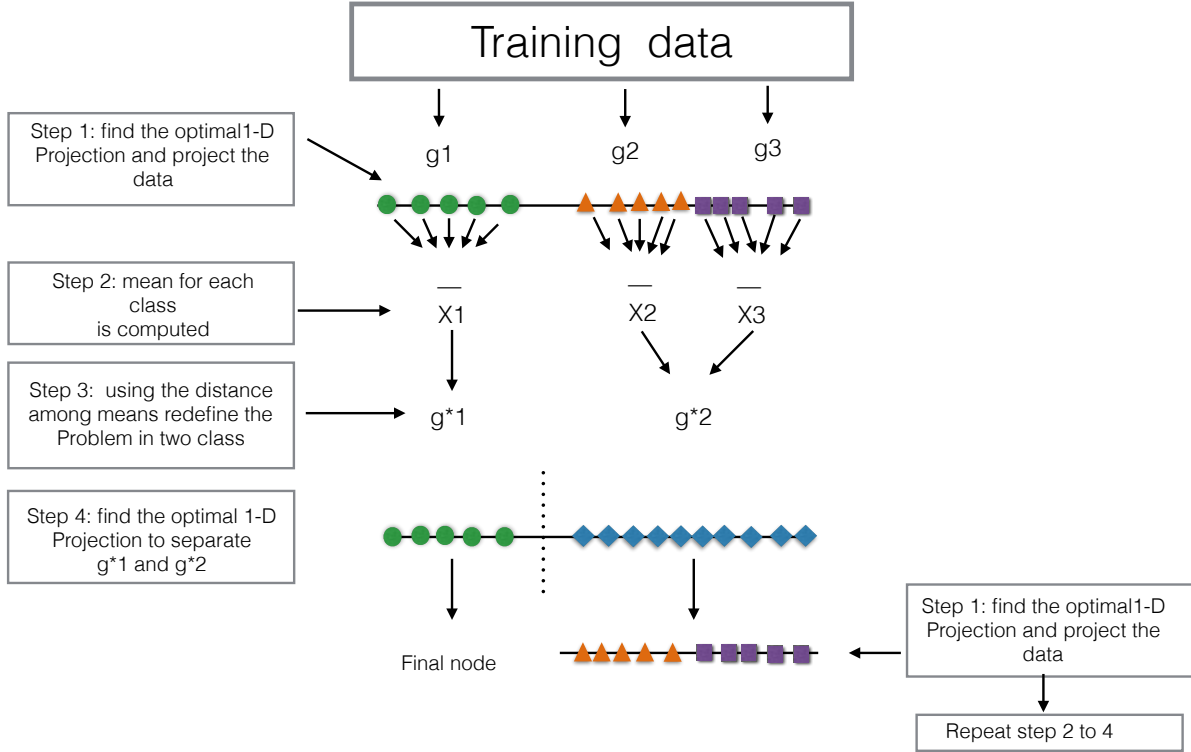 Training data
Step 1: find the optimal1-D
Projection and project the
data
g1
g2
g3
Step 2: mean for each
class
is computed
X1
X2
X3
Step 3: using the distance
among means redefine the
Problem in two class
g*1
g*2
Step 4: find the optimal 1-D
Projection to separate
g*1 and g*2
Final node
Step 1: find the optimal1-D
Projection and project the
data
Repeat step 2 to 4